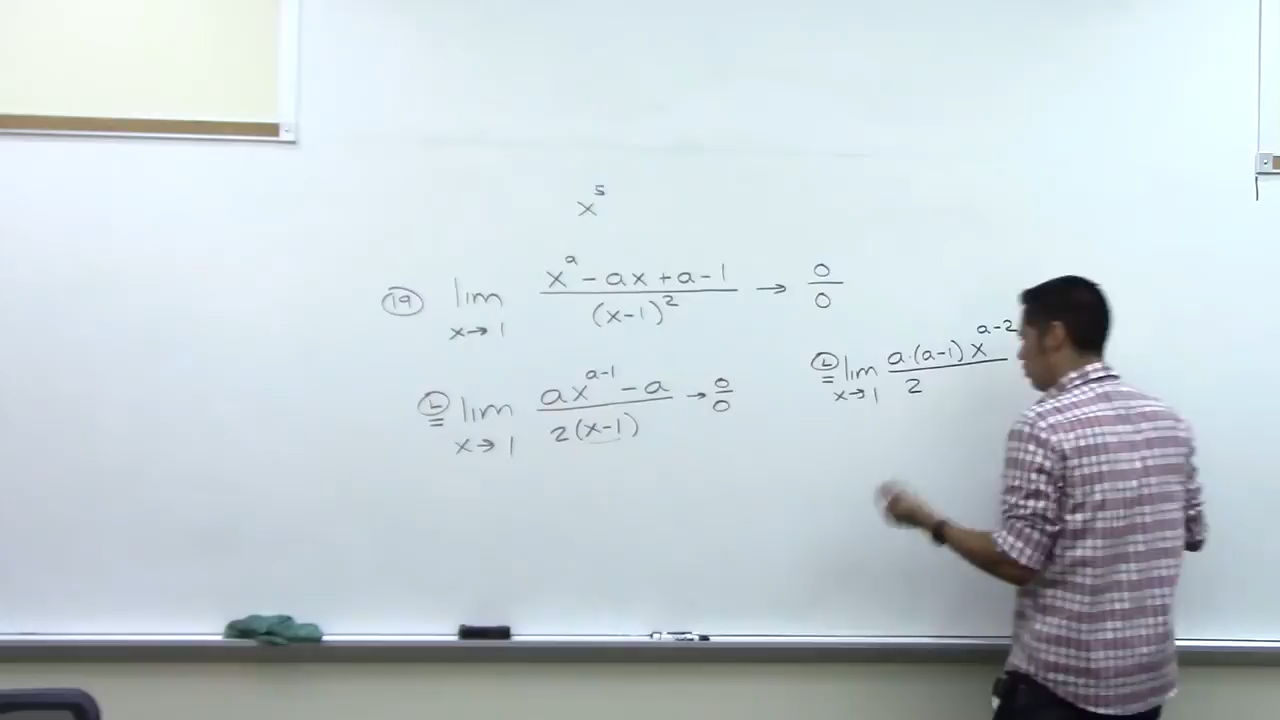 x^5
(19) lim x→1 (x^a - ax + a - 1)/(x-1)^2 → 0/0
(L)= lim x→1 (ax^(a-1) - a)/(2(x-1)) → 0/0
(L)= lim x→1 (a·(a-1)x^(a-2))/2